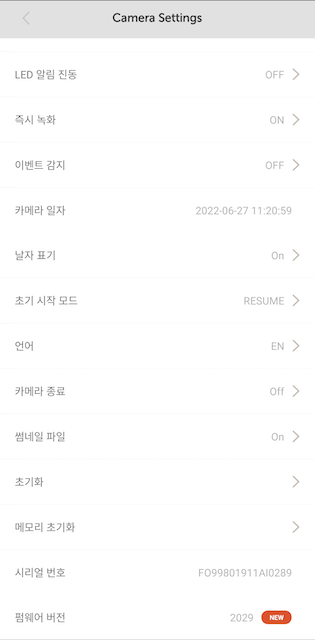 Camera Settings
LED 알림 진동 OFF
즉시 녹화 ON
이벤트 감지 OFF
카메라 일자 2022-06-27 11:20:59
날자 표기 On
초기 시작 모드 RESUME
언어 EN
카메라 종료 Off
썸네일 파일 On
초기화
메모리 초기화
시리얼 번호 FO99801911AI0289
펌웨어 버전 2029 NEW